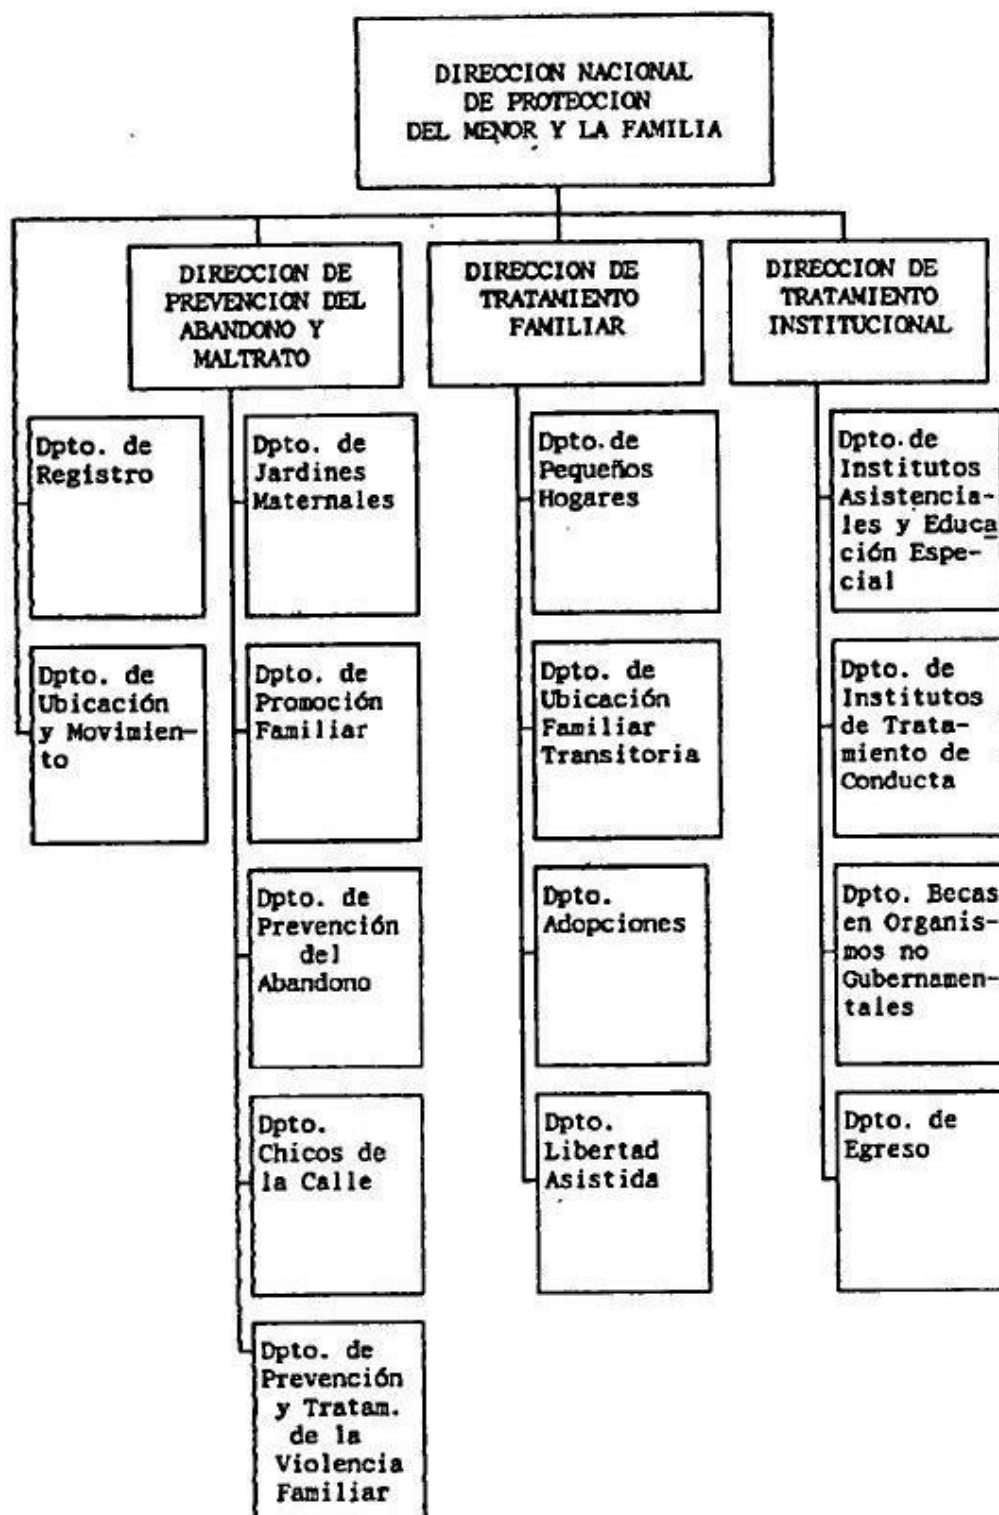 DIRECCION NACIONAL
DE PROTECCION
DEL MENOR Y LA FAMILIA
DIRECCION DE
PREVENCION DEL
ABANDONO Y
MALTRATO
DIRECCION DE
TRATAMIENTO
FAMILIAR
DIRECCION DE
TRATAMIENTO
INSTITUCIONAL
Dpto. de
Registro
Dpto. de
Ubicación
y Movimien-
to
Dpto. de
Jardines
Maternales
Dpto. de
Promoción
Familiar
Dpto. de
Prevención
del
Abandono
Dpto.
Chicos de
la Calle
Dpto. de
Prevención
y Tratam.
de la
Violencia
Familiar
Dpto. de
Pequeños
Hogares
Dpto. de
Ubicación
Familiar
Transitoria
Dpto.
Adopciones
Dpto.
Libertad
Asistida
Dpto. de
Institutos
Asistencia-
les y Educa
ción Espe-
cial
Dpto. de
Institutos
de Trata-
miento de
Conducta
Dpto. Becas
en Organis-
mos no
Gubernamen-
tales
Dpto. de
Egreso